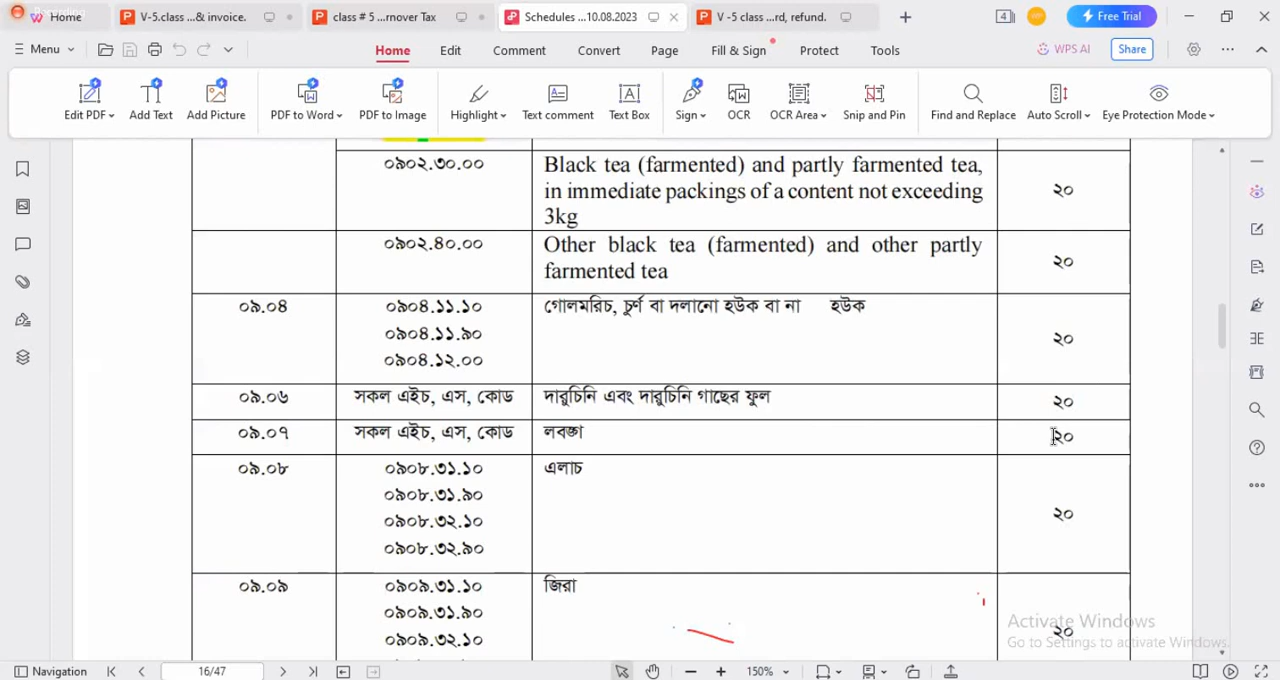 Recording
Home
V-5.class ...& invoice.
class # 5 ...rnover Tax
Schedules ...10.08.2023
V -5 class ...rd, refund.
4
Free Trial
Menu
Home
Edit
Comment
Convert
Page
Fill & Sign
Protect
Tools
WPS AI
Share
Edit PDF
Add Text
Add Picture
PDF to Word
PDF to Image
Highlight
Text comment
Text Box
Sign
OCR
OCR Area
Snip and Pin
Find and Replace
Auto Scroll
Eye Protection Mode
০৯০২.৩০.০০ Black tea (farmented) and partly farmented tea,
in immediate packings of a content not exceeding
3kg
২০
০৯০২.৪০.০০ Other black tea (farmented) and other partly
farmented tea
২০
০৯.০৪ ০৯০৪.১১.১০ গোলমরিচ, চুর্ণ বা দলানো হউক বা না হউক
০৯০৪.১১.৯০
০৯০৪.১২.০০
২০
০৯.০৬ সকল এইচ, এস, কোড দারুচিনি এবং দারুচিনি গাছের ফুল ২০
০৯.০৭ সকল এইচ, এস, কোড লবঙ্গ ২০
০৯.০৮ ০৯০৮.৩১.১০ এলাচ
০৯০৮.৩১.৯০
০৯০৮.৩২.১০
০৯০৮.৩২.৯০
২০
০৯.০৯ ০৯০৯.৩১.১০ জিরা
০৯০৯.৩১.৯০
০৯০৯.৩২.১০
২০
Activate Windows
Go to Settings to activate Windows.
Navigation
16/47
150%